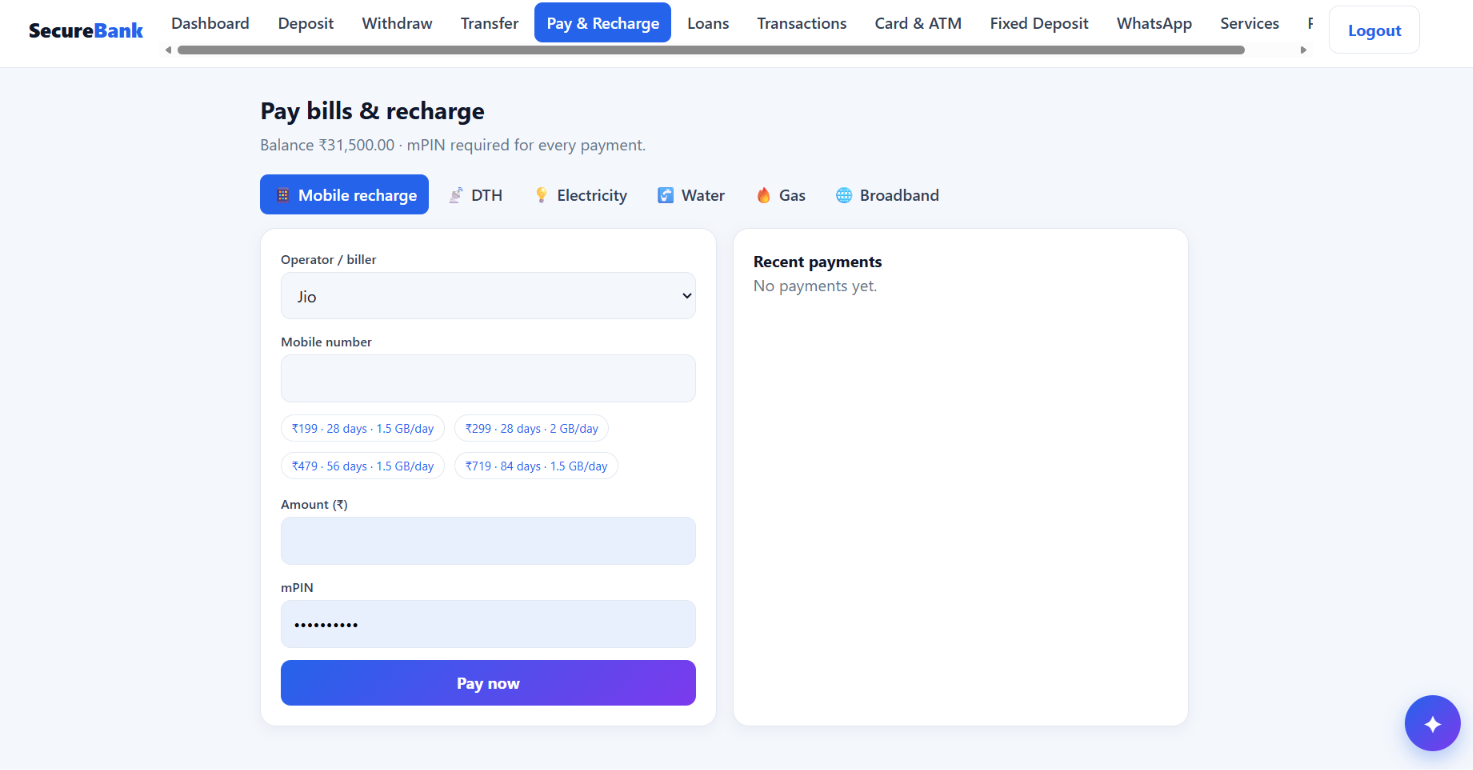 SecureBank
Dashboard Deposit Withdraw Transfer Pay & Recharge Loans Transactions Card & ATM Fixed Deposit WhatsApp Services
Logout
Pay bills & recharge
Balance ₹31,500.00 · mPIN required for every payment.
Mobile recharge DTH Electricity Water Gas Broadband
Operator / biller
Jio
Mobile number
₹199 · 28 days · 1.5 GB/day
₹299 · 28 days · 2 GB/day
₹479 · 56 days · 1.5 GB/day
₹719 · 84 days · 1.5 GB/day
Amount (₹)
mPIN
••••••••••
Pay now
Recent payments
No payments yet.